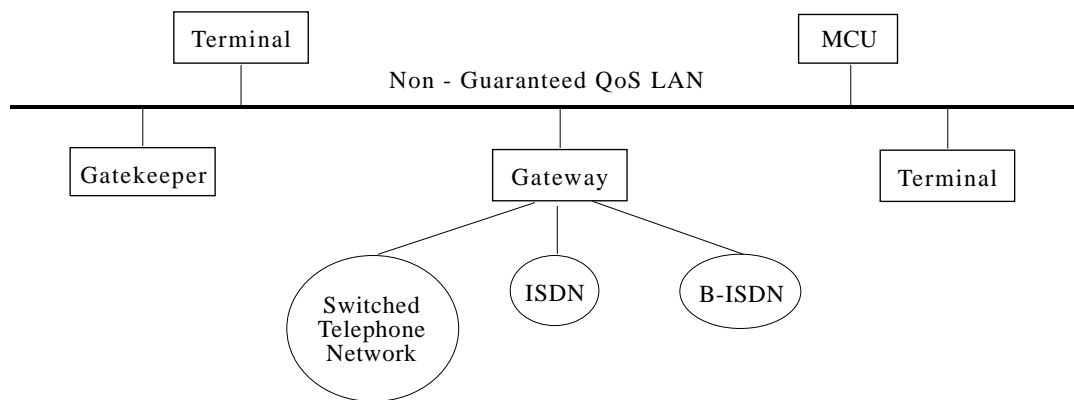 Terminal
MCU
Non - Guaranteed QoS LAN
Gatekeeper
Gateway
Terminal
Switched
Telephone
Network
ISDN
B-ISDN